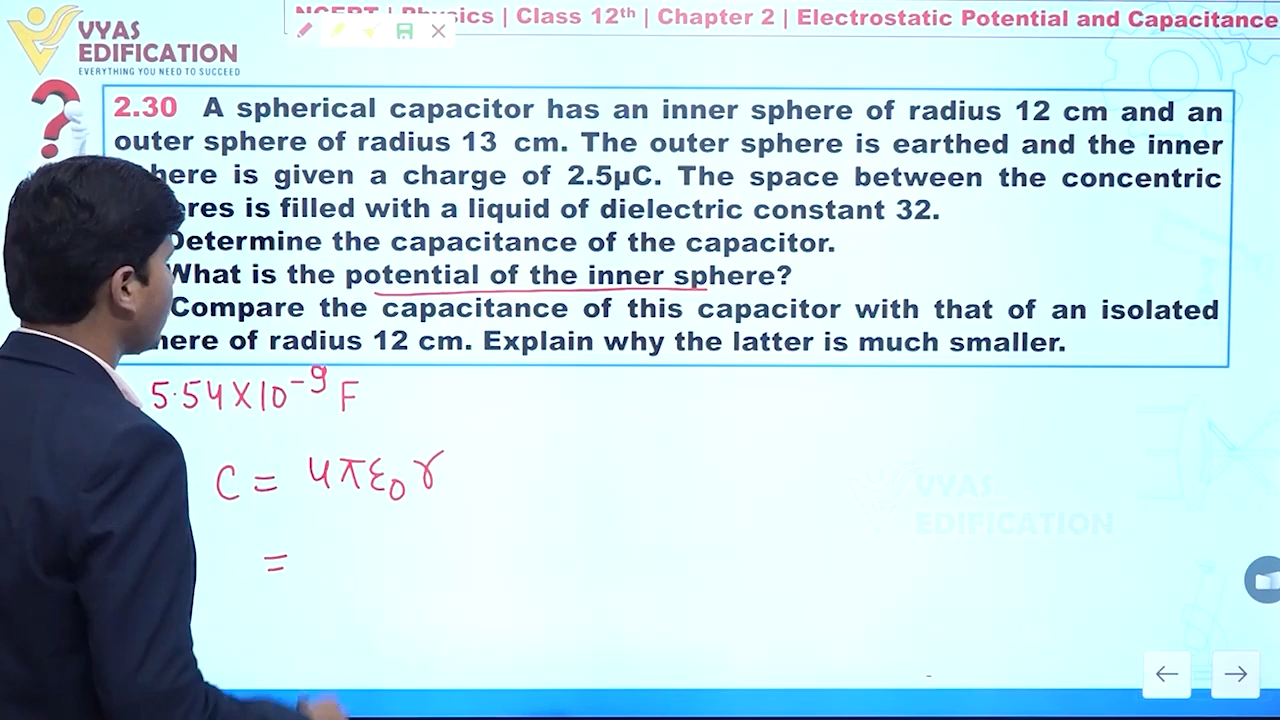 NCERT | Physics | Class 12th | Chapter 2 | Electrostatic Potential and Capacitance
VYAS
EDIFICATION
EVERYTHING YOU NEED TO SUCCEED
2.30 A spherical capacitor has an inner sphere of radius 12 cm and an
outer sphere of radius 13 cm. The outer sphere is earthed and the inner
is given a charge of 2.5μC. The space between the concentric
is filled with a liquid of dielectric constant 32.
Determine the capacitance of the capacitor.
What is the potential of the inner sphere?
Compare the capacitance of this capacitor with that of an isolated
of radius 12 cm. Explain why the latter is much smaller.
5.54×10⁻⁹ F
C = 4πε₀r
=
VYAS
EDIFICATION